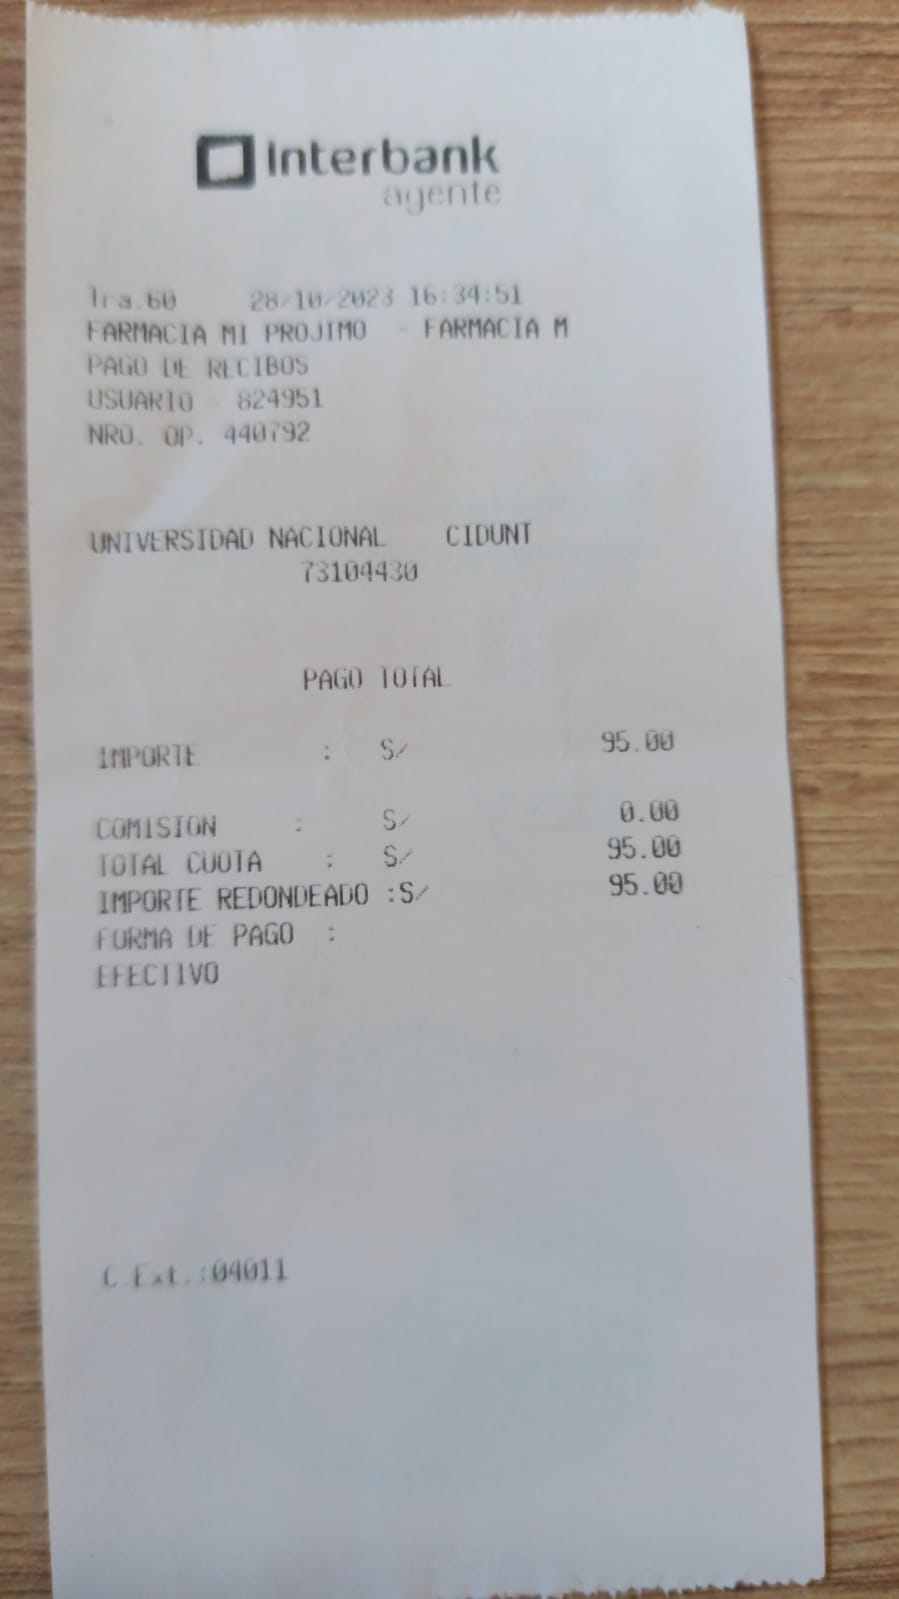 Interbank
agente
Tra.60 28/10/2023 16:34:51
FARMACIA MI PROJIMO - FARMACIA M
PAGO DE RECIBOS
USUARIO - 824951
NRO. OP. 440792
UNIVERSIDAD NACIONAL CIDUNT
73104430
PAGO TOTAL
IMPORTE : S/ 95.00
COMISION : S/ 0.00
TOTAL CUOTA : S/ 95.00
IMPORTE REDONDEADO :S/ 95.00
FORMA DE PAGO :
EFECTIVO
C.Ext.:04011